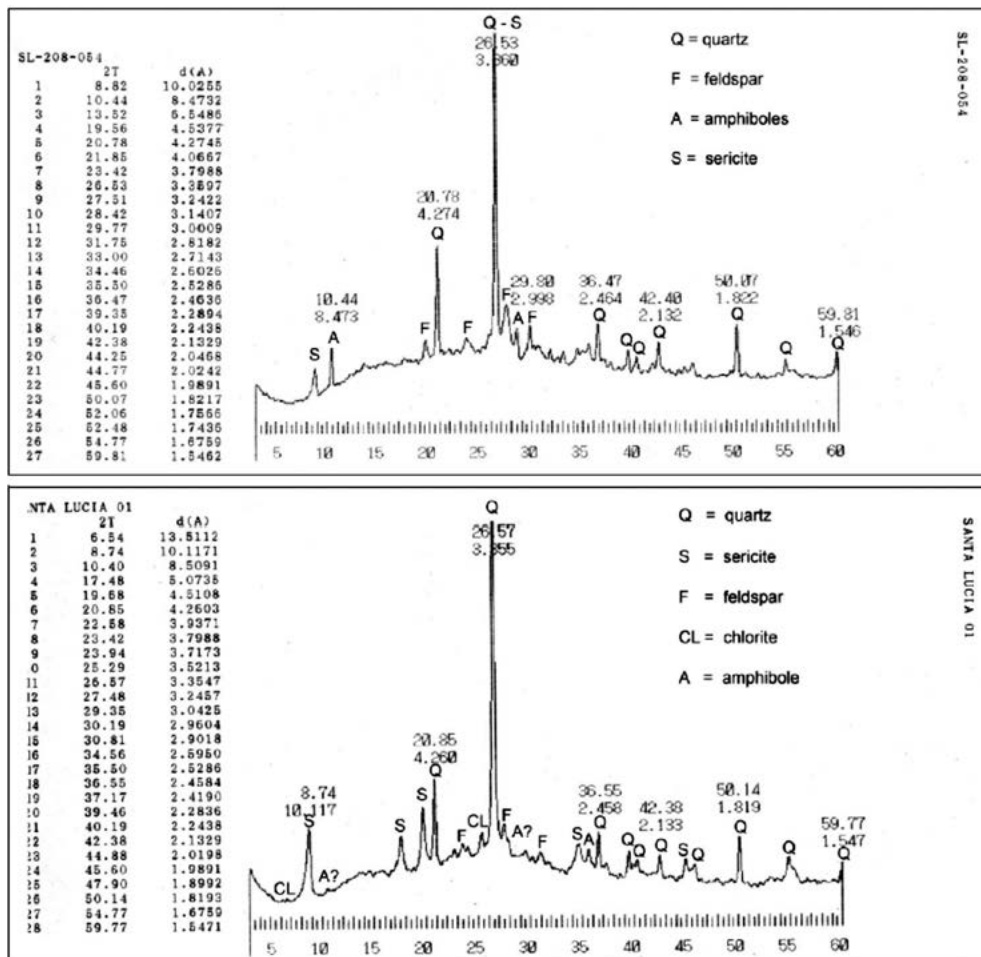 SL-208-054
2T d(A)
1 8.82 10.0255
2 10.44 8.4732
3 13.52 6.5486
4 19.56 4.5377
5 20.78 4.2745
6 21.85 4.0667
7 23.42 3.7988
8 26.53 3.3597
9 27.51 3.2422
10 28.42 3.1407
11 29.77 3.0009
12 31.75 2.8182
13 33.00 2.7143
14 34.46 2.6026
15 35.50 2.5286
16 36.47 2.4636
17 39.35 2.2894
18 40.19 2.2438
19 42.38 2.1329
20 44.25 2.0468
21 44.77 2.0242
22 45.60 1.9891
23 50.07 1.8217
24 52.06 1.7566
25 52.48 1.7436
26 54.77 1.6759
27 59.81 1.5462
Q - S
26.53
3.360
Q = quartz
F = feldspar
A = amphiboles
S = sericite
SL-208-054
20.78
4.274
Q
10.44
8.473
S
A
F
F
F
29.80
2.998
A
F
36.47
2.464
Q
Q
Q
42.40
2.132
Q
50.07
1.822
Q
Q
59.81
1.546
Q
5 10 15 20 25 30 35 40 45 50 55 60
NTA LUCIA 01
2T d(A)
1 6.54 13.5112
2 8.74 10.1171
3 10.40 8.5091
4 17.48 5.0735
5 19.68 4.5108
6 20.85 4.2603
7 22.58 3.9371
8 23.42 3.7988
9 23.94 3.7173
0 25.29 3.5213
11 26.57 3.3547
12 27.48 3.2457
13 29.35 3.0425
14 30.19 2.9604
15 30.81 2.9018
16 34.56 2.5950
17 35.50 2.5286
18 36.55 2.4584
19 37.17 2.4190
20 39.46 2.2836
21 40.19 2.2438
22 42.38 2.1329
23 44.88 2.0198
24 45.60 1.9891
25 47.90 1.8992
26 50.14 1.8193
27 54.77 1.6759
28 59.77 1.5471
Q
26.57
3.355
Q = quartz
S = sericite
F = feldspar
CL = chlorite
A = amphibole
SANTA LUCIA 01
8.74
10.117
S
CL
A?
S
S
20.85
4.260
Q
F
CL
F
A?
F
S
A
36.55
2.458
Q
Q
Q
42.38
2.133
Q
S
Q
50.14
1.819
Q
Q
59.77
1.547
Q
5 10 15 20 25 30 35 40 45 50 55 60